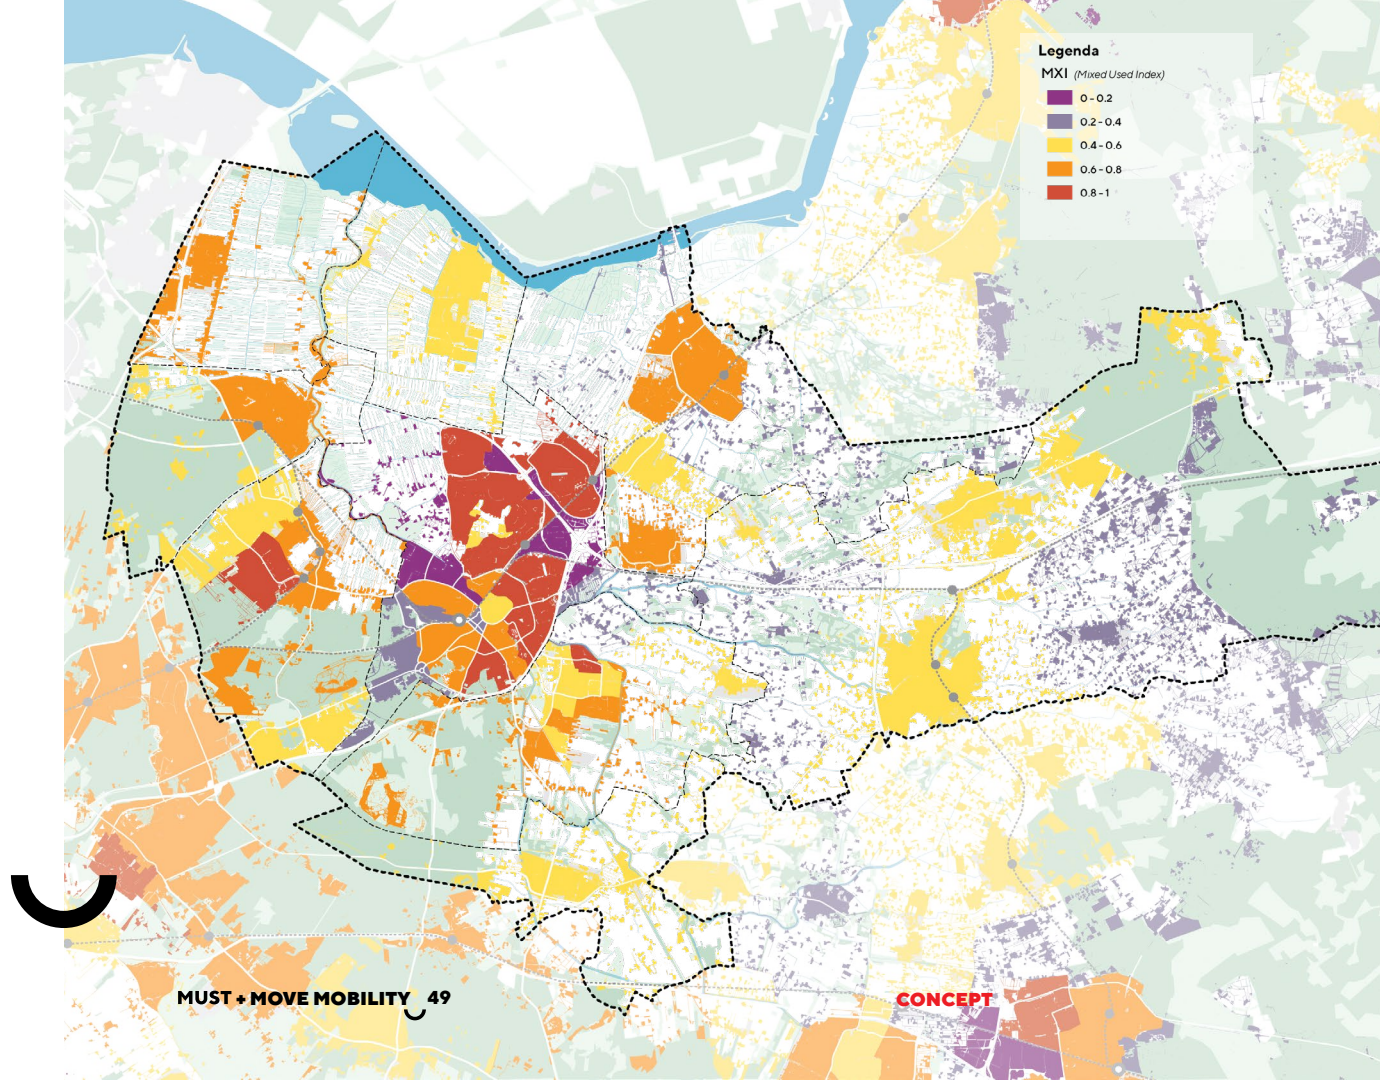 Legenda
MXI (Mixed Used Index)
0 - 0.2
0.2 - 0.4
0.4 - 0.6
0.6 - 0.8
0.8 - 1
MUST + MOVE MOBILITY 49
CONCEPT